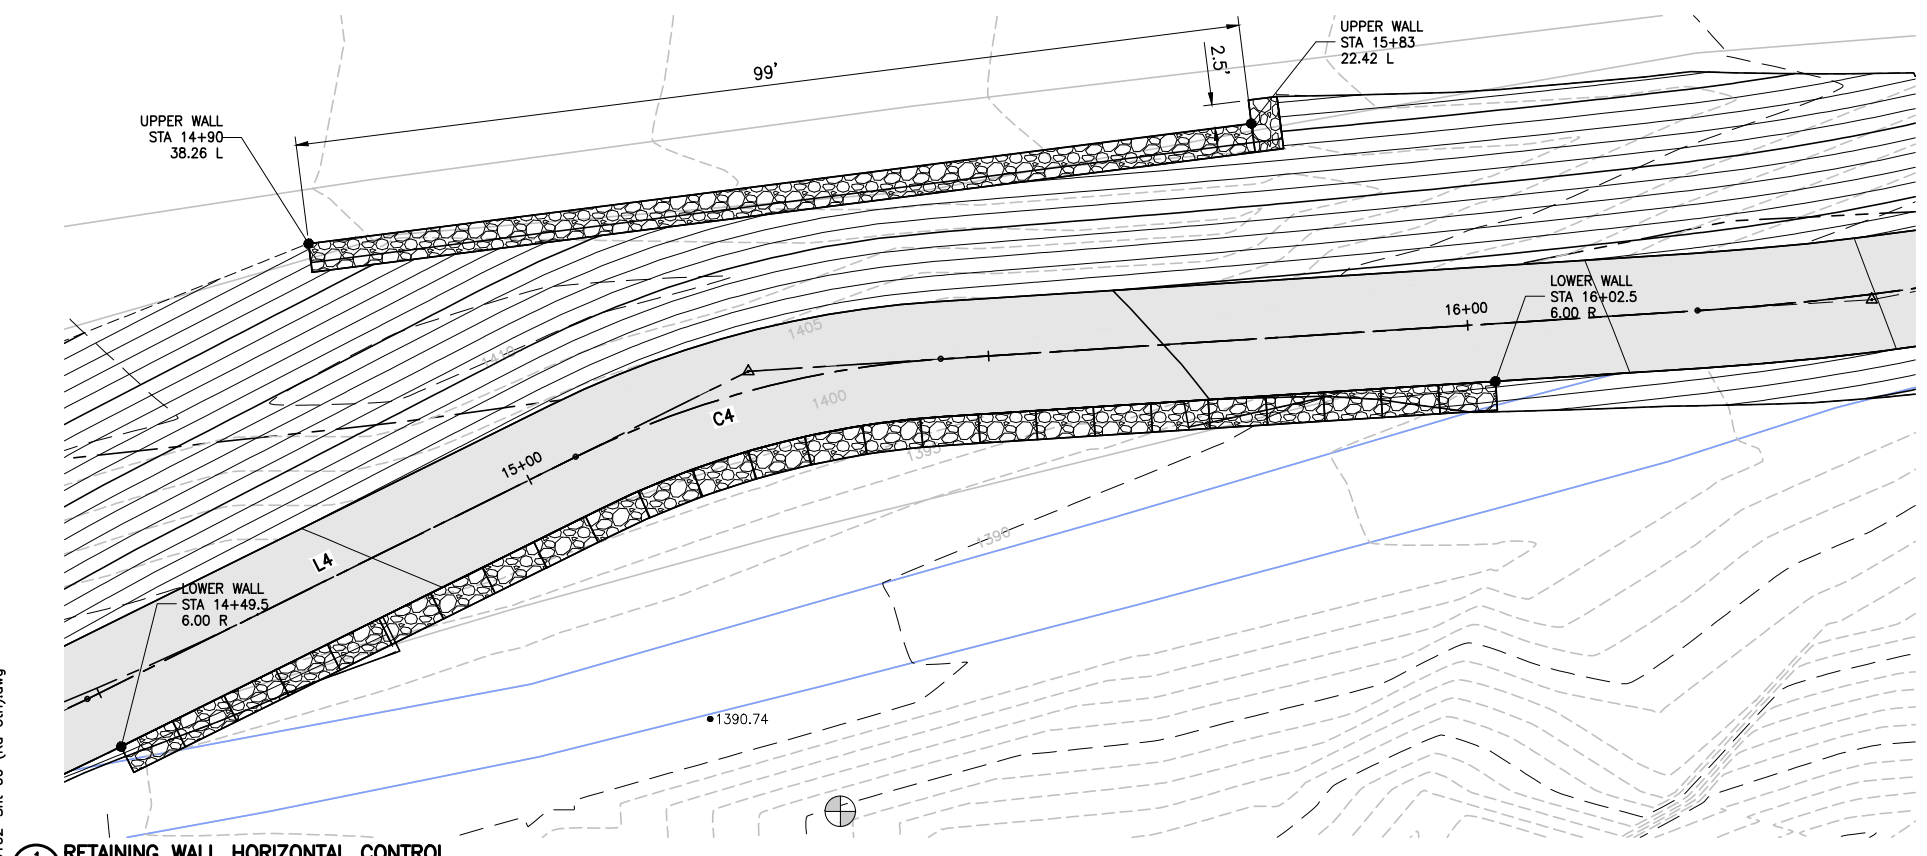 UPPER WALL
STA 15+83
22.42 L
99'
2.5'
UPPER WALL
STA 14+90
38.26 L
LOWER WALL
STA 16+02.5
6.00 R
16+00
1405
1410
1400
C4
15+00
1395
1390
L4
LOWER WALL
STA 14+49.5
6.00 R
1390.74
1
RETAINING WALL HORIZONTAL CONTROL